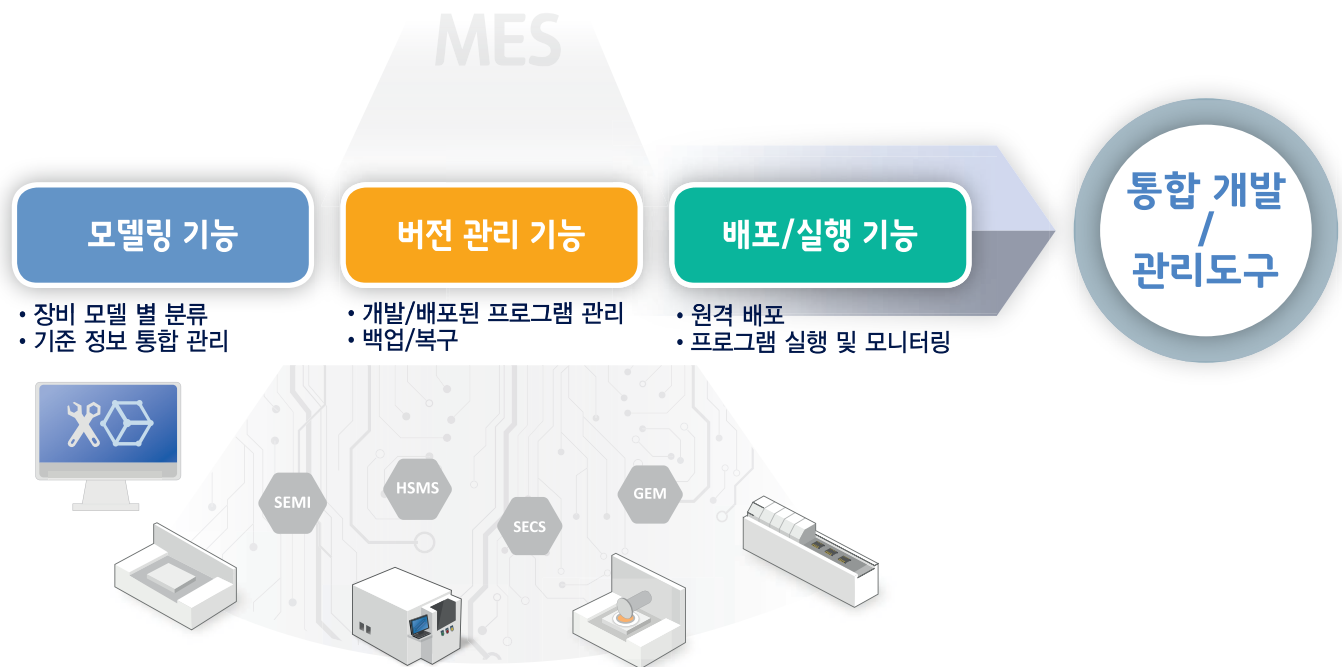 MES
모델링 기능
• 장비 모델 별 분류
• 기준 정보 통합 관리
버전 관리 기능
• 개발/배포된 프로그램 관리
• 백업/복구
배포/실행 기능
• 원격 배포
• 프로그램 실행 및 모니터링
통합 개발
/
관리도구
SEMI
HSMS
SECS
GEM